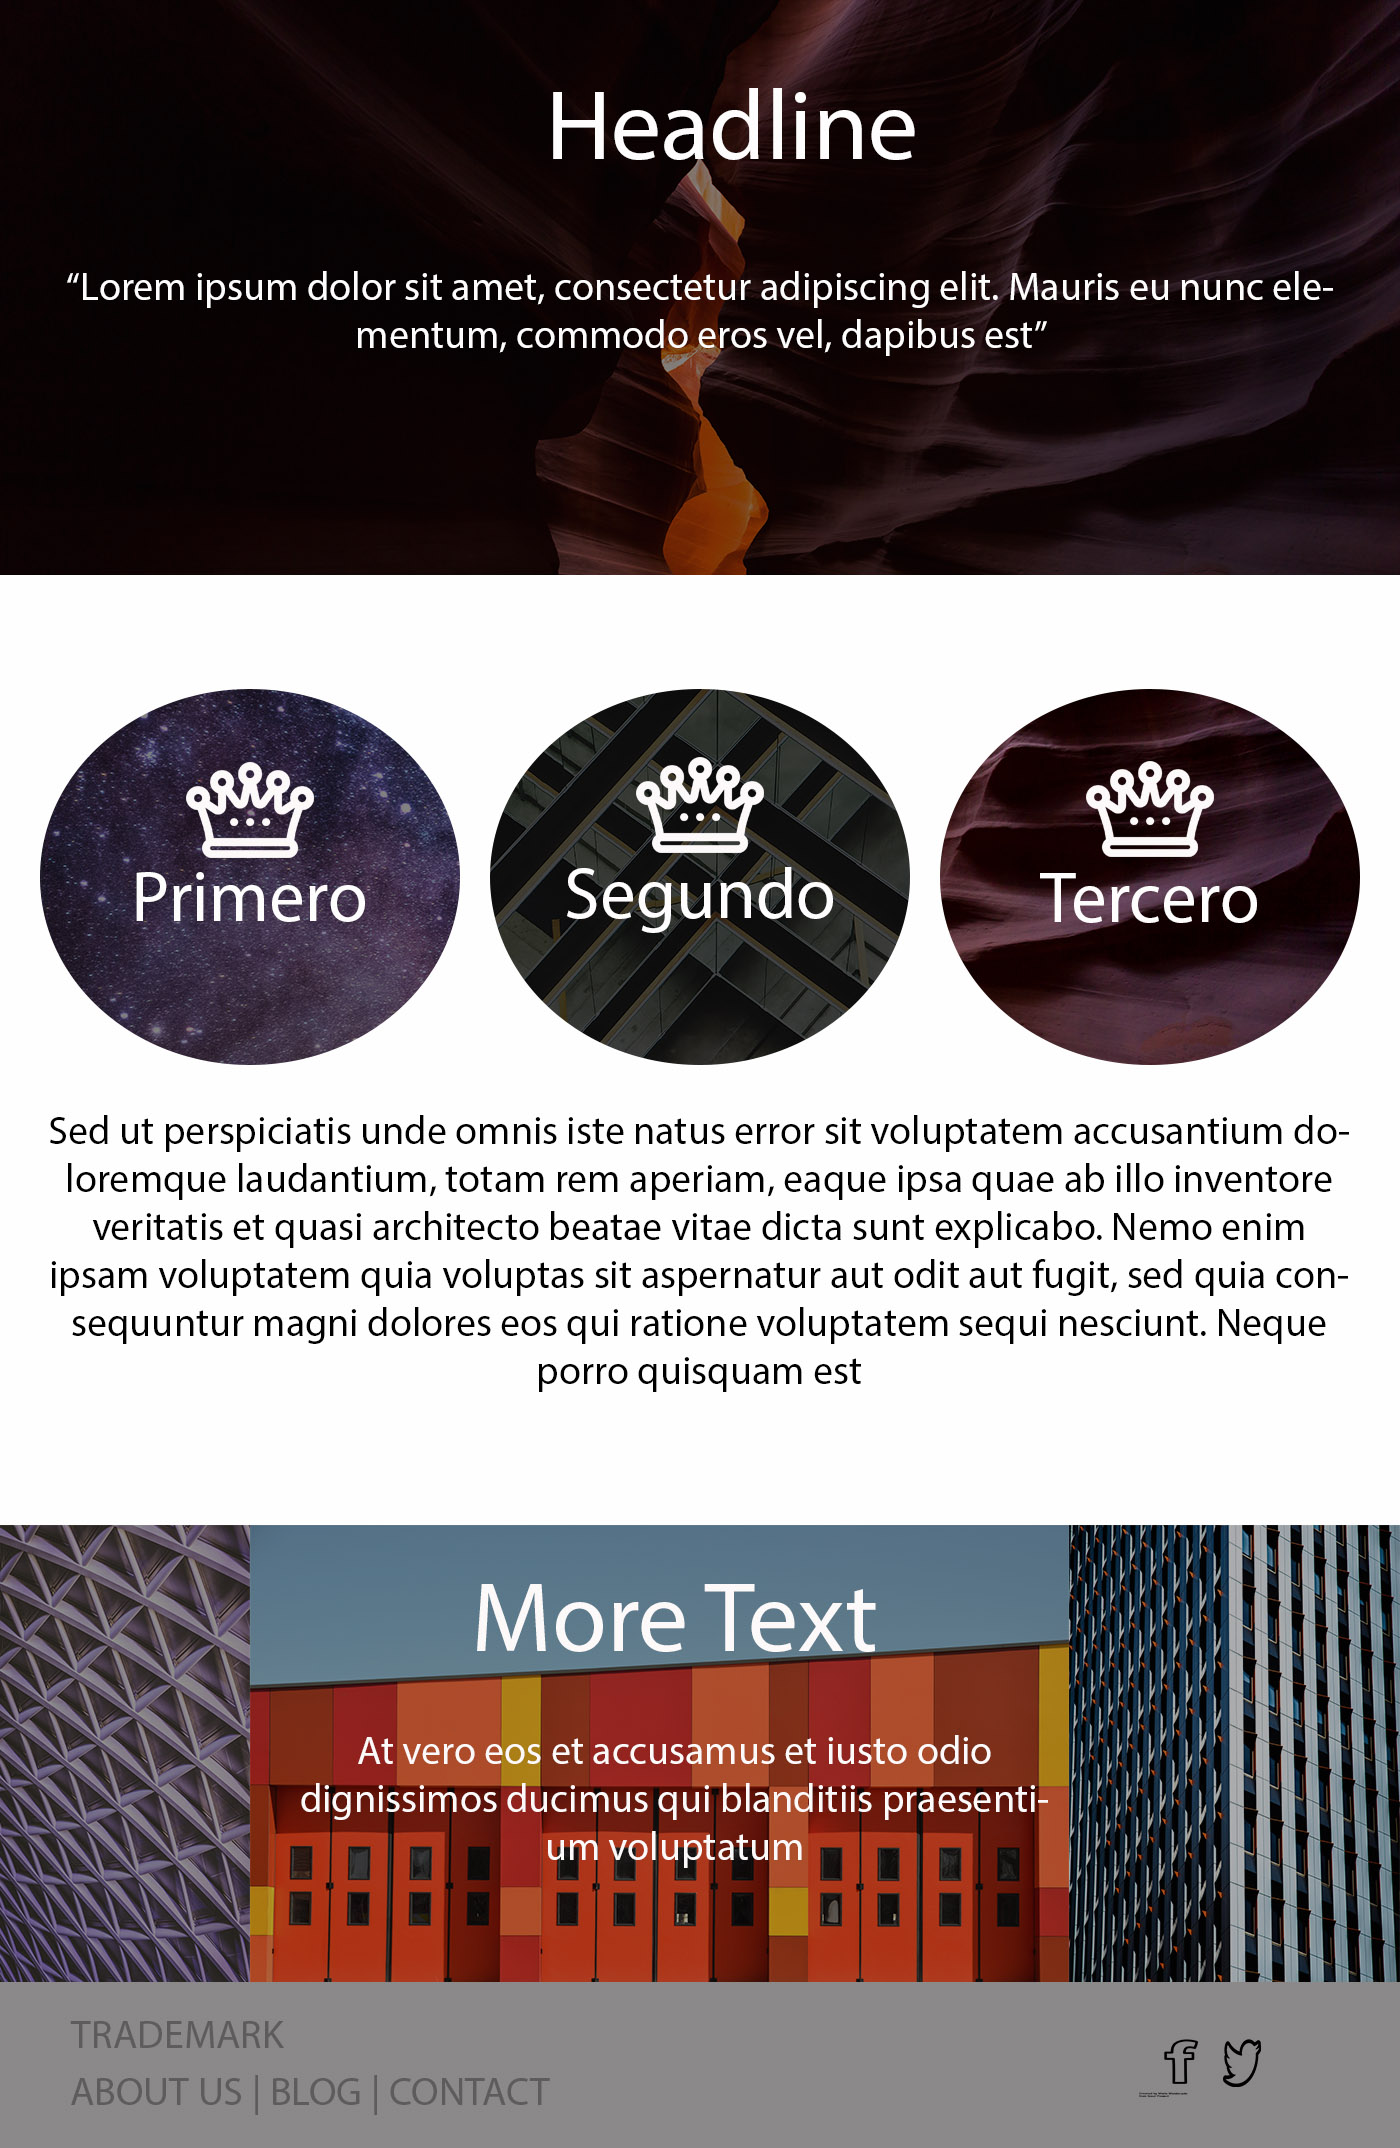 Headline
“Lorem ipsum dolor sit amet, consectetur adipiscing elit. Mauris eu nunc ele-
mentum, commodo eros vel, dapibus est”
Primero
Segundo
Tercero
Sed ut perspiciatis unde omnis iste natus error sit voluptatem accusantium do-
loremque laudantium, totam rem aperiam, eaque ipsa quae ab illo inventore
veritatis et quasi architecto beatae vitae dicta sunt explicabo. Nemo enim
ipsam voluptatem quia voluptas sit aspernatur aut odit aut fugit, sed quia con-
sequuntur magni dolores eos qui ratione voluptatem sequi nesciunt. Neque
porro quisquam est
More Text
At vero eos et accusamus et iusto odio
dignissimos ducimus qui blanditiis praesenti-
um voluptatum
TRADEMARK
ABOUT US | BLOG | CONTACT